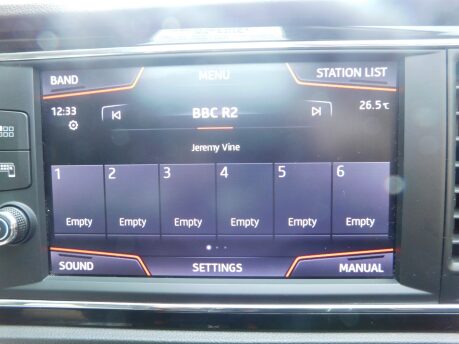 BAND MENU STATION LIST
12:33 BBC R2 26.5°C
Jeremy Vine
1 2 3 4 5 6
Empty Empty Empty Empty Empty Empty
SOUND SETTINGS MANUAL